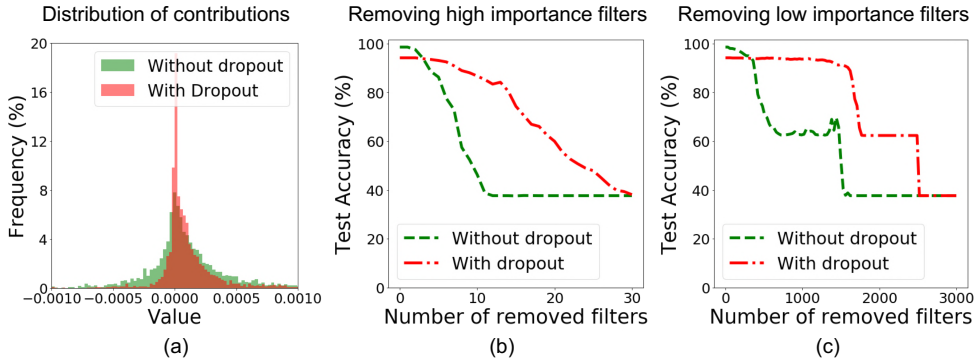 Distribution of contributions
20
16
12
8
4
0
Frequency (%)
Without dropout
With Dropout
−0.0010
−0.0005
0.0000
0.0005
0.0010
Value
(a)
Removing high importance filters
100
80
60
40
20
0
Test Accuracy (%)
Without dropout
With dropout
0
10
20
30
Number of removed filters
(b)
Removing low importance filters
100
80
60
40
20
0
Test Accuracy (%)
Without dropout
With dropout
0
1000
2000
3000
Number of removed filters
(c)